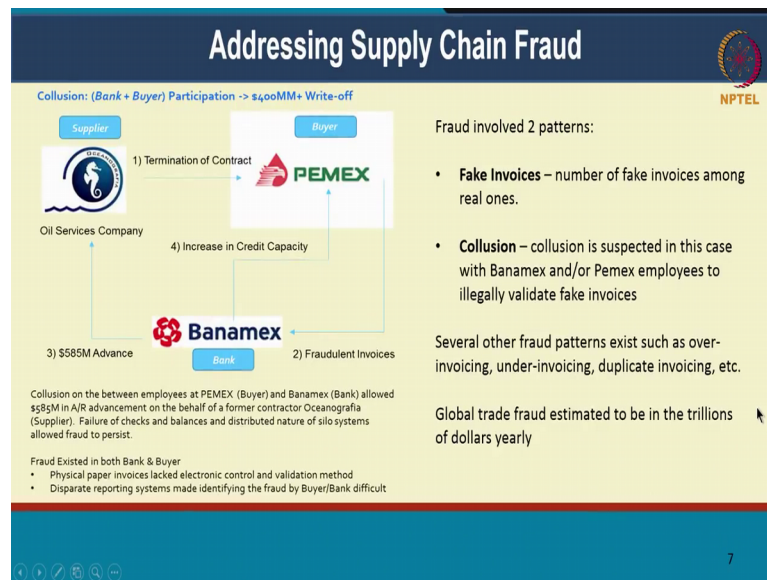 Addressing Supply Chain Fraud
NPTEL
Collusion: (Bank + Buyer) Participation -> $400MM+ Write-off
Supplier
Buyer
OCEANOGRAFIA
1) Termination of Contract
PEMEX
Oil Services Company
4) Increase in Credit Capacity
Banamex
3) $585M Advance
Bank
2) Fraudulent Invoices
Collusion on the between employees at PEMEX (Buyer) and Banamex (Bank) allowed
$585M in A/R advancement on the behalf of a former contractor Oceanografia
(Supplier). Failure of checks and balances and distributed nature of silo systems
allowed fraud to persist.
Fraud Existed in both Bank & Buyer
• Physical paper invoices lacked electronic control and validation method
• Disparate reporting systems made identifying the fraud by Buyer/Bank difficult
Fraud involved 2 patterns:
• Fake Invoices – number of fake invoices among
real ones.
• Collusion – collusion is suspected in this case
with Banamex and/or Pemex employees to
illegally validate fake invoices
Several other fraud patterns exist such as over-
invoicing, under-invoicing, duplicate invoicing, etc.
Global trade fraud estimated to be in the trillions
of dollars yearly
7